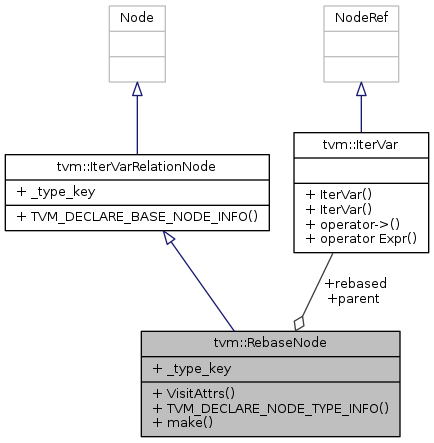 Node
NodeRef
tvm::IterVarRelationNode
+ _type_key
+ TVM_DECLARE_BASE_NODE_INFO()
tvm::IterVar
+ IterVar()
+ IterVar()
+ operator->()
+ operator Expr()
+rebased
+parent
tvm::RebaseNode
+ _type_key
+ VisitAttrs()
+ TVM_DECLARE_NODE_TYPE_INFO()
+ make()